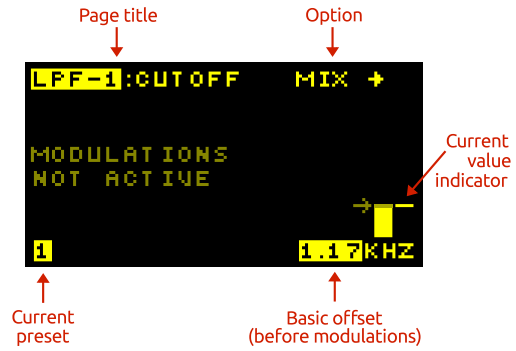 Page title
Option
LPF-1:CUTOFF
MIX →
MODULATIONS
NOT ACTIVE
Current
value
indicator
1
1.17KHZ
Current
preset
Basic offset
(before modulations)